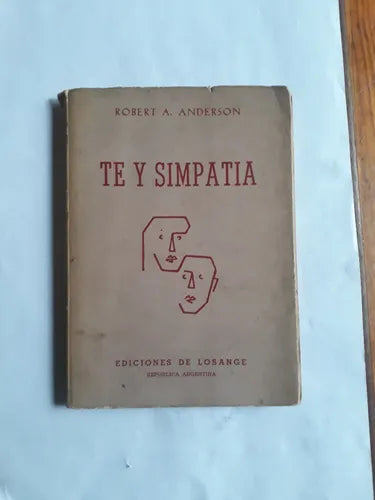 ROBERT A. ANDERSON
TE Y SIMPATIA
EDICIONES DE LOSANGE
REPUBLICA ARGENTINA